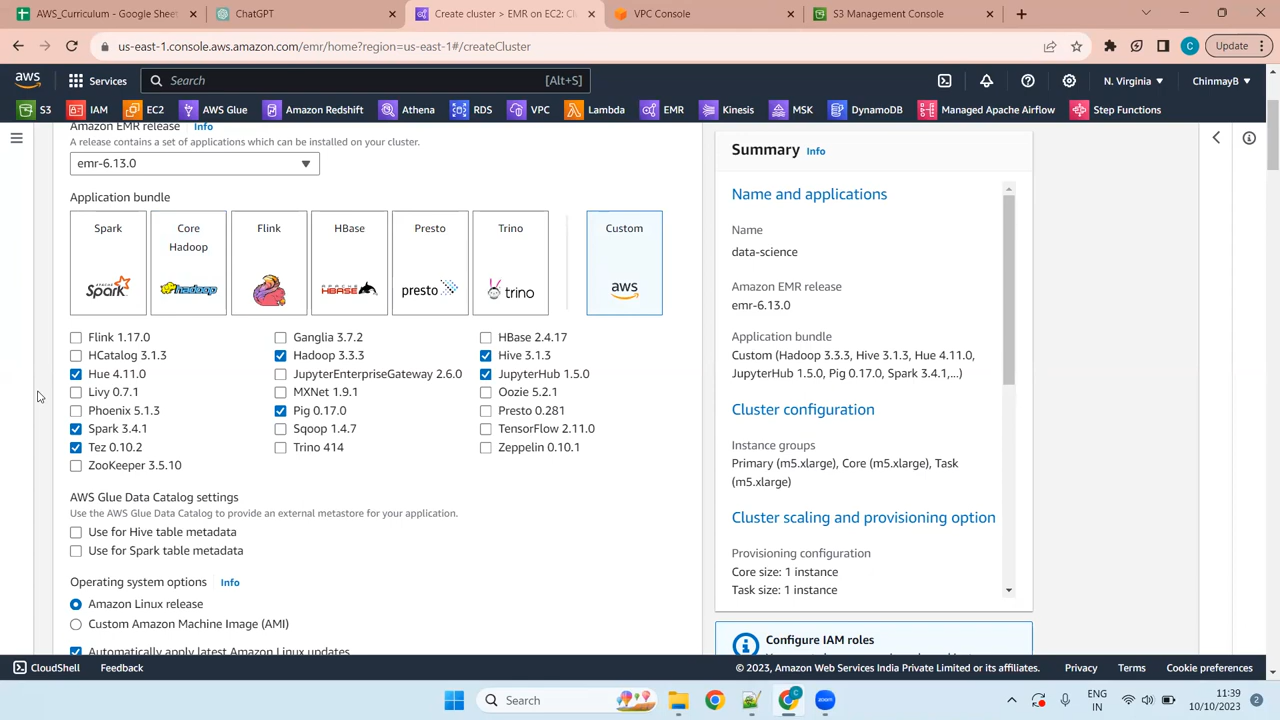 AWS_Curriculum - Google Sheet
ChatGPT
Create cluster > EMR on EC2: Cl
VPC Console
S3 Management Console
us-east-1.console.aws.amazon.com/emr/home?region=us-east-1#/createCluster
C
Update
aws
Services
Search
[Alt+S]
N. Virginia
ChinmayB
S3
IAM
EC2
AWS Glue
Amazon Redshift
Athena
RDS
VPC
Lambda
EMR
Kinesis
MSK
DynamoDB
Managed Apache Airflow
Step Functions
Amazon EMR release Info
A release contains a set of applications which can be installed on your cluster.
emr-6.13.0
Application bundle
Spark
Spark
Core Hadoop
hadoop
Flink
HBase
HBASE
Presto
presto
Trino
trino
Custom
aws
Flink 1.17.0
Ganglia 3.7.2
HBase 2.4.17
HCatalog 3.1.3
Hadoop 3.3.3
Hive 3.1.3
Hue 4.11.0
JupyterEnterpriseGateway 2.6.0
JupyterHub 1.5.0
Livy 0.7.1
MXNet 1.9.1
Oozie 5.2.1
Phoenix 5.1.3
Pig 0.17.0
Presto 0.281
Spark 3.4.1
Sqoop 1.4.7
TensorFlow 2.11.0
Tez 0.10.2
Trino 414
Zeppelin 0.10.1
ZooKeeper 3.5.10
AWS Glue Data Catalog settings
Use the AWS Glue Data Catalog to provide an external metastore for your application.
Use for Hive table metadata
Use for Spark table metadata
Operating system options Info
Amazon Linux release
Custom Amazon Machine Image (AMI)
Automatically apply latest Amazon Linux updates
Summary Info
Name and applications
Name
data-science
Amazon EMR release
emr-6.13.0
Application bundle
Custom (Hadoop 3.3.3, Hive 3.1.3, Hue 4.11.0,
JupyterHub 1.5.0, Pig 0.17.0, Spark 3.4.1,...)
Cluster configuration
Instance groups
Primary (m5.xlarge), Core (m5.xlarge), Task
(m5.xlarge)
Cluster scaling and provisioning option
Provisioning configuration
Core size: 1 instance
Task size: 1 instance
Configure IAM roles
CloudShell
Feedback
© 2023, Amazon Web Services India Private Limited or its affiliates.
Privacy
Terms
Cookie preferences
Search
C
zoom
ENG
IN
11:39
10/10/2023
2